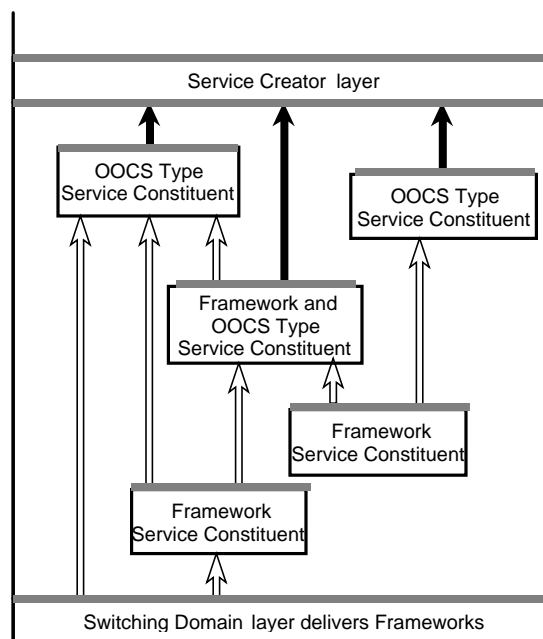 Service Creator layer
OOCS Type
Service Constituent
OOCS Type
Service Constituent
Framework and
OOCS Type
Service Constituent
Framework
Service Constituent
Framework
Service Constituent
Switching Domain layer delivers Frameworks